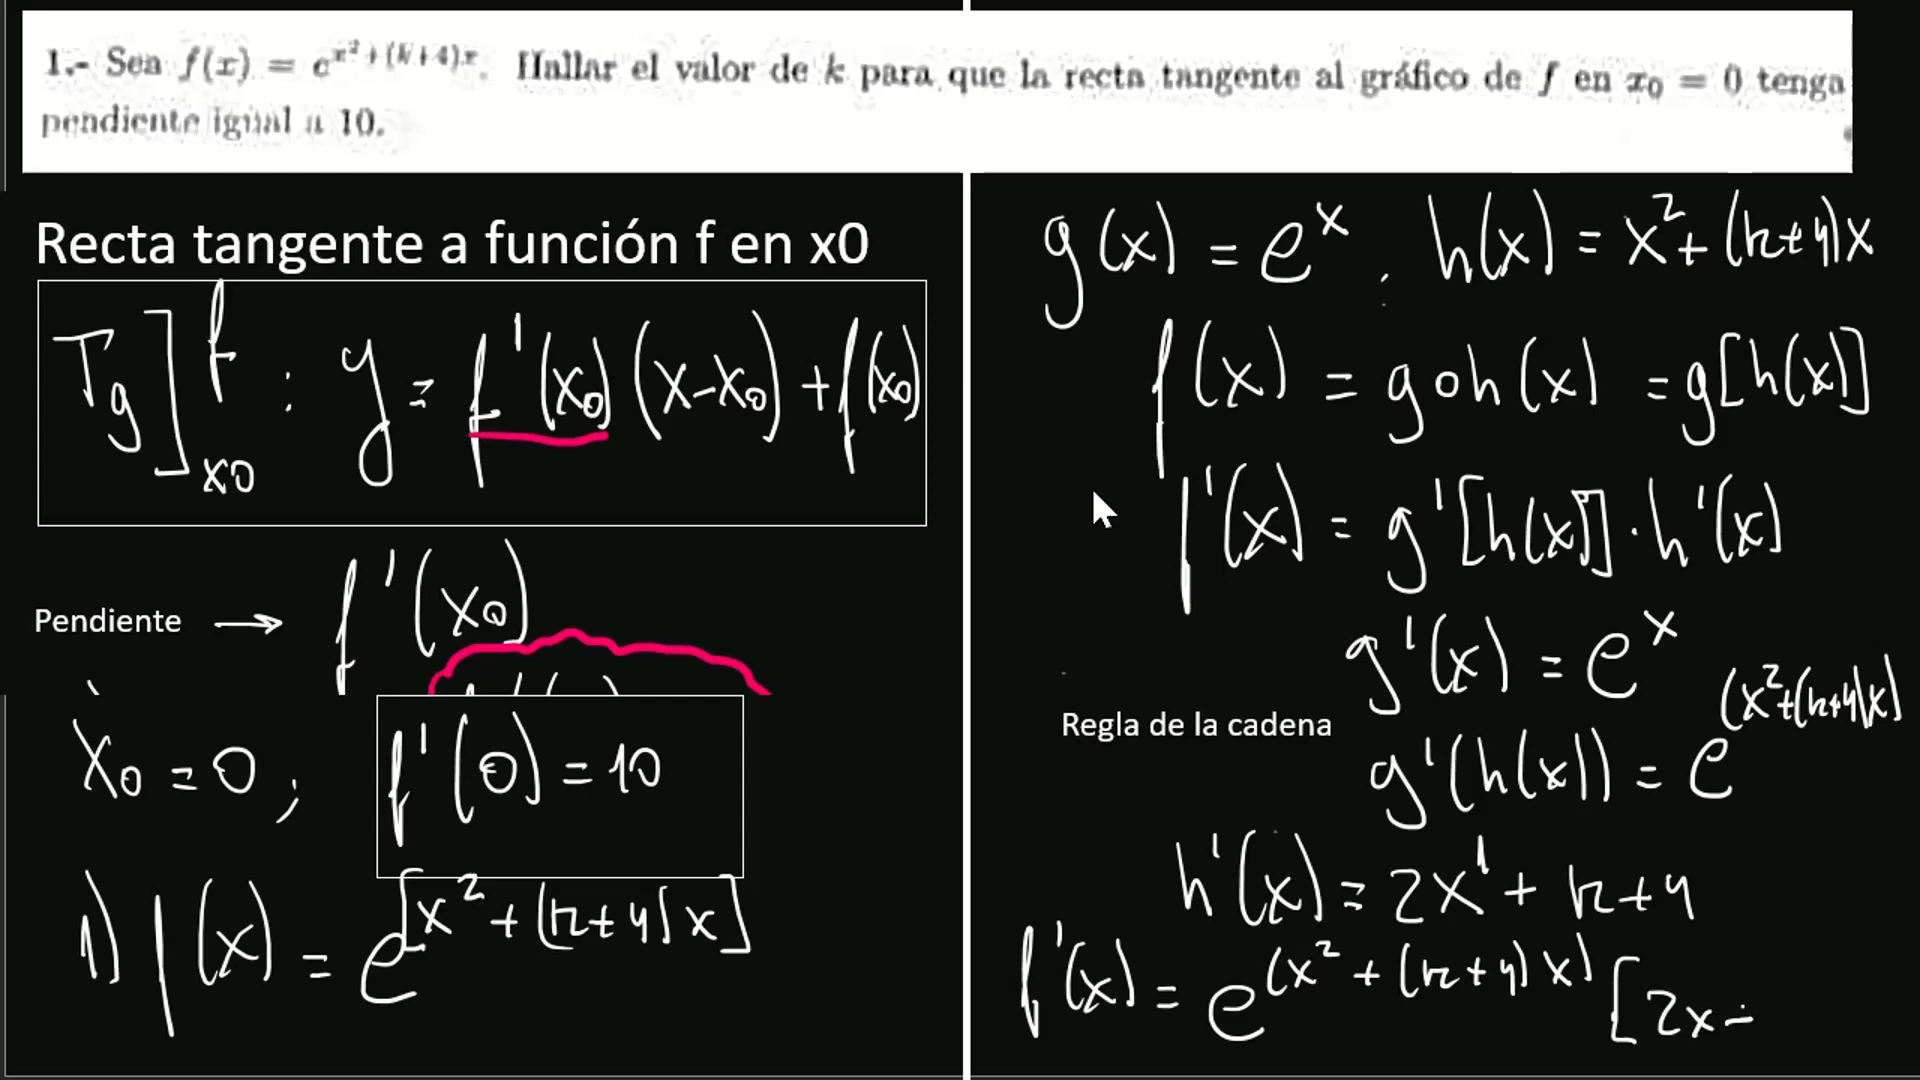 1.- Sea f(x) = e^{x²+(k+4)x}. Hallar el valor de k para que la recta tangente al gráfico de f en x₀ = 0 tenga
pendiente igual a 10.
Recta tangente a función f en x0
Tg]^f_{x0} : y = f'(x₀)(x-x₀)+f(x₀)
Pendiente → f'(x₀)
x₀ = 0 ; f'(0) = 10
1) f(x) = e^{[x²+(k+4)x]}
g(x) = e^x . h(x) = x²+(k+4)x
f(x) = g o h(x) = g[h(x)]
f'(x) = g'[h(x)] · h'(x)
g'(x) = e^x
Regla de la cadena
g'(h(x)) = e^{(x²+(k+4)x)}
h'(x) = 2x¹ + k+4
f'(x) = e^{(x²+(k+4)x)} [2x